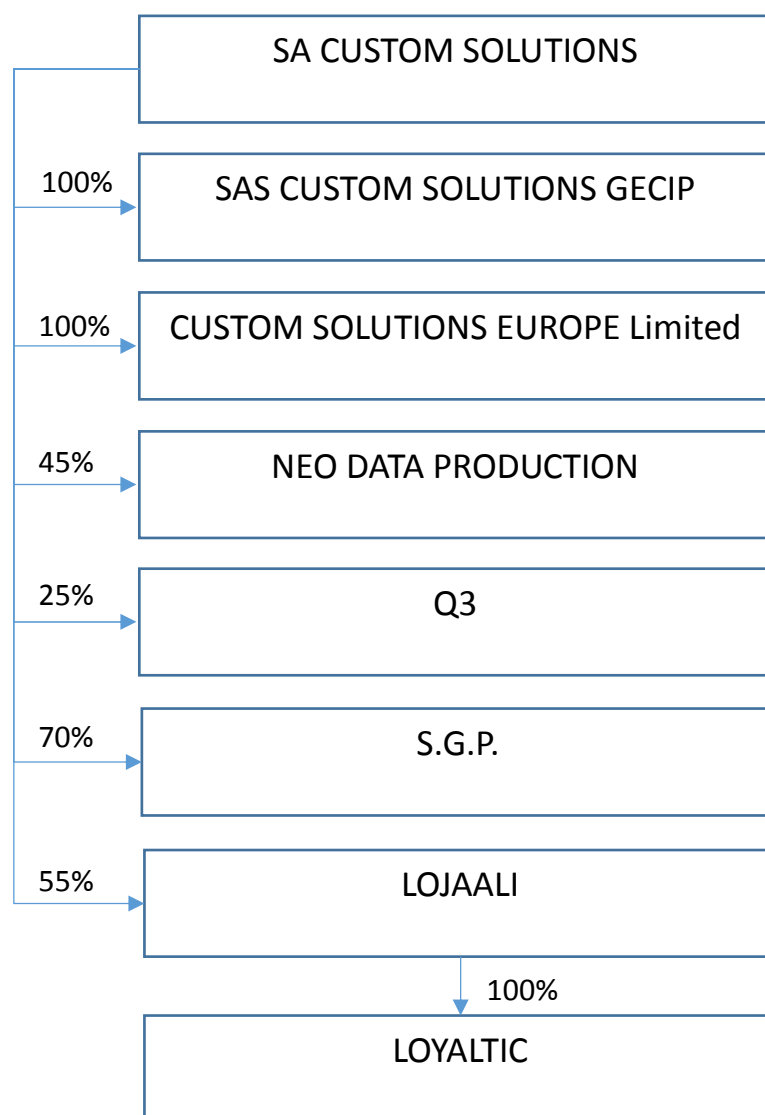 SA CUSTOM SOLUTIONS
100%
SAS CUSTOM SOLUTIONS GECIP
100%
CUSTOM SOLUTIONS EUROPE Limited
45%
NEO DATA PRODUCTION
25%
Q3
70%
S.G.P.
55%
LOJAALI
100%
LOYALTIC